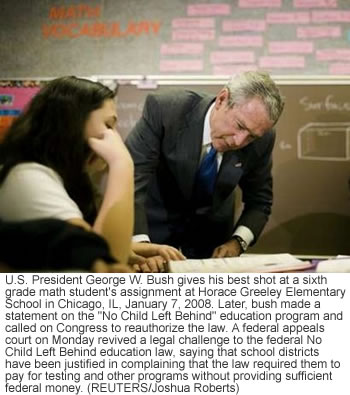 MATH
VOCABULARY
Surface
U.S. President George W. Bush gives his best shot at a sixth
grade math student's assignment at Horace Greeley Elementary
School in Chicago, IL, January 7, 2008. Later, bush made a
statement on the "No Child Left Behind" education program and
called on Congress to reauthorize the law. A federal appeals
court on Monday revived a legal challenge to the federal No
Child Left Behind education law, saying that school districts
have been justified in complaining that the law required them to
pay for testing and other programs without providing sufficient
federal money. (REUTERS/Joshua Roberts)